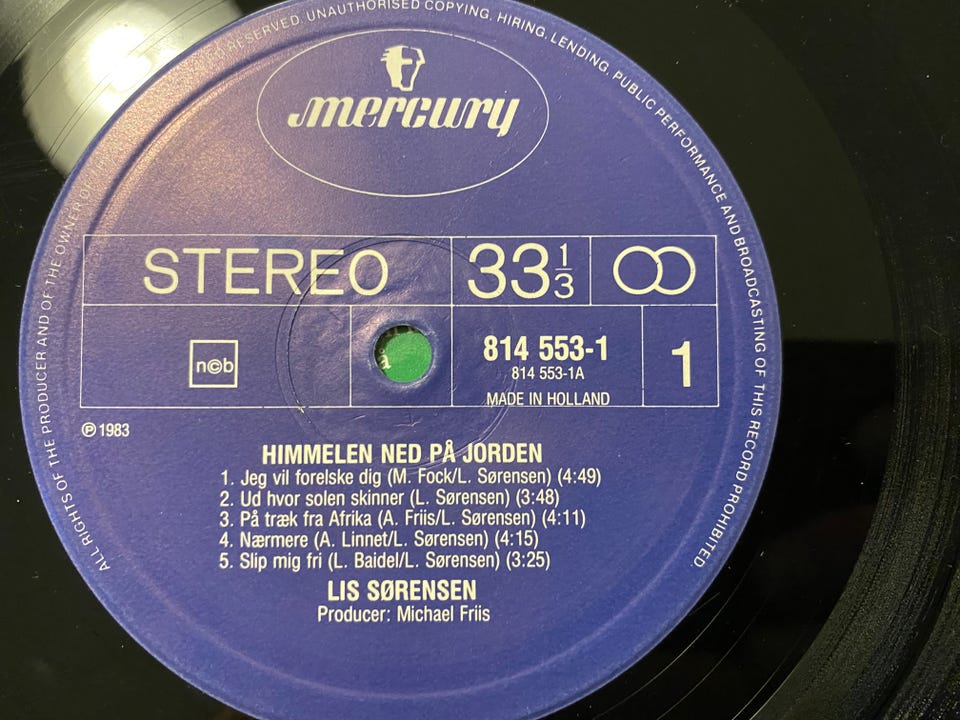 ALL RIGHTS OF THE PRODUCER AND OF THE OWNER OF RESERVED. UNAUTHORISED COPYING. HIRING, LENDING, PUBLIC PERFORMANCE AND BROADCASTING OF THIS RECORD PROHIBITED.
mercury
STEREO 33 1/3
ncb 814 553-1 1
814 553-1A
MADE IN HOLLAND
℗ 1983
HIMMELEN NED PÅ JORDEN
1. Jeg vil forelske dig (M. Fock/L. Sørensen) (4:49)
2. Ud hvor solen skinner (L. Sørensen) (3:48)
3. På træk fra Afrika (A. Friis/L. Sørensen) (4:11)
4. Nærmere (A. Linnet/L. Sørensen) (4:15)
5. Slip mig fri (L. Baidel/L. Sørensen) (3:25)
LIS SØRENSEN
Producer: Michael Friis